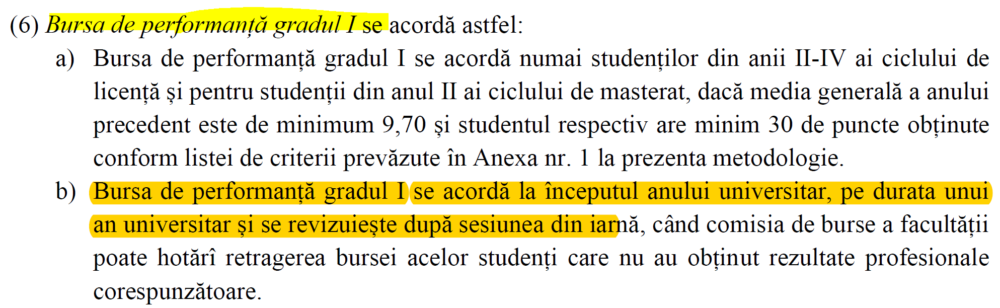 (6) Bursa de performanță gradul I se acordă astfel:
a) Bursa de performanță gradul I se acordă numai studenților din anii II-IV ai ciclului de
licență și pentru studenții din anul II ai ciclului de masterat, dacă media generală a anului
precedent este de minimum 9,70 și studentul respectiv are minim 30 de puncte obținute
conform listei de criterii prevăzute în Anexa nr. 1 la prezenta metodologie.
b) Bursa de performanță gradul I se acordă la începutul anului universitar, pe durata unui
an universitar și se revizuiește după sesiunea din iarnă, când comisia de burse a facultății
poate hotărî retragerea bursei acelor studenți care nu au obținut rezultate profesionale
corespunzătoare.